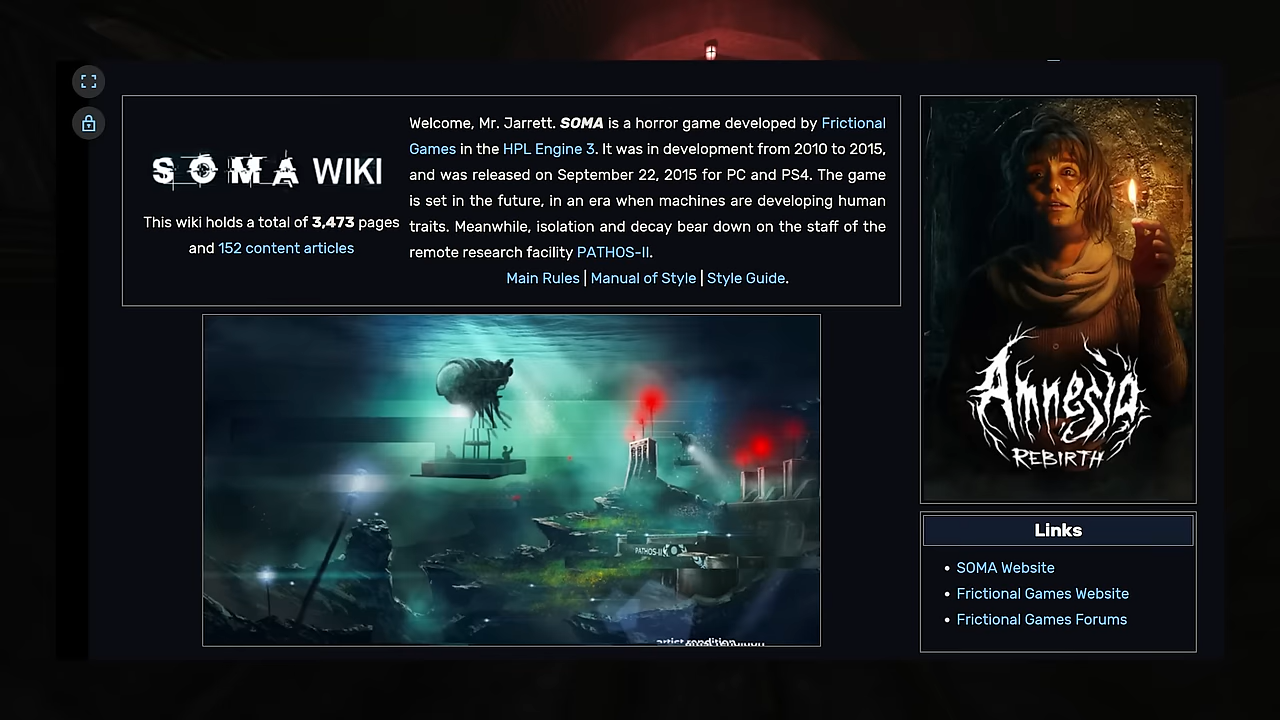 SOMA WIKI
This wiki holds a total of 3,473 pages
and 152 content articles
Welcome, Mr. Jarrett. SOMA is a horror game developed by Frictional
Games in the HPL Engine 3. It was in development from 2010 to 2015,
and was released on September 22, 2015 for PC and PS4. The game
is set in the future, in an era when machines are developing human
traits. Meanwhile, isolation and decay bear down on the staff of the
remote research facility PATHOS-II.
Main Rules | Manual of Style | Style Guide.
PATHOS-II
artist rendition
Amnesia
REBIRTH
Links
• SOMA Website
• Frictional Games Website
• Frictional Games Forums